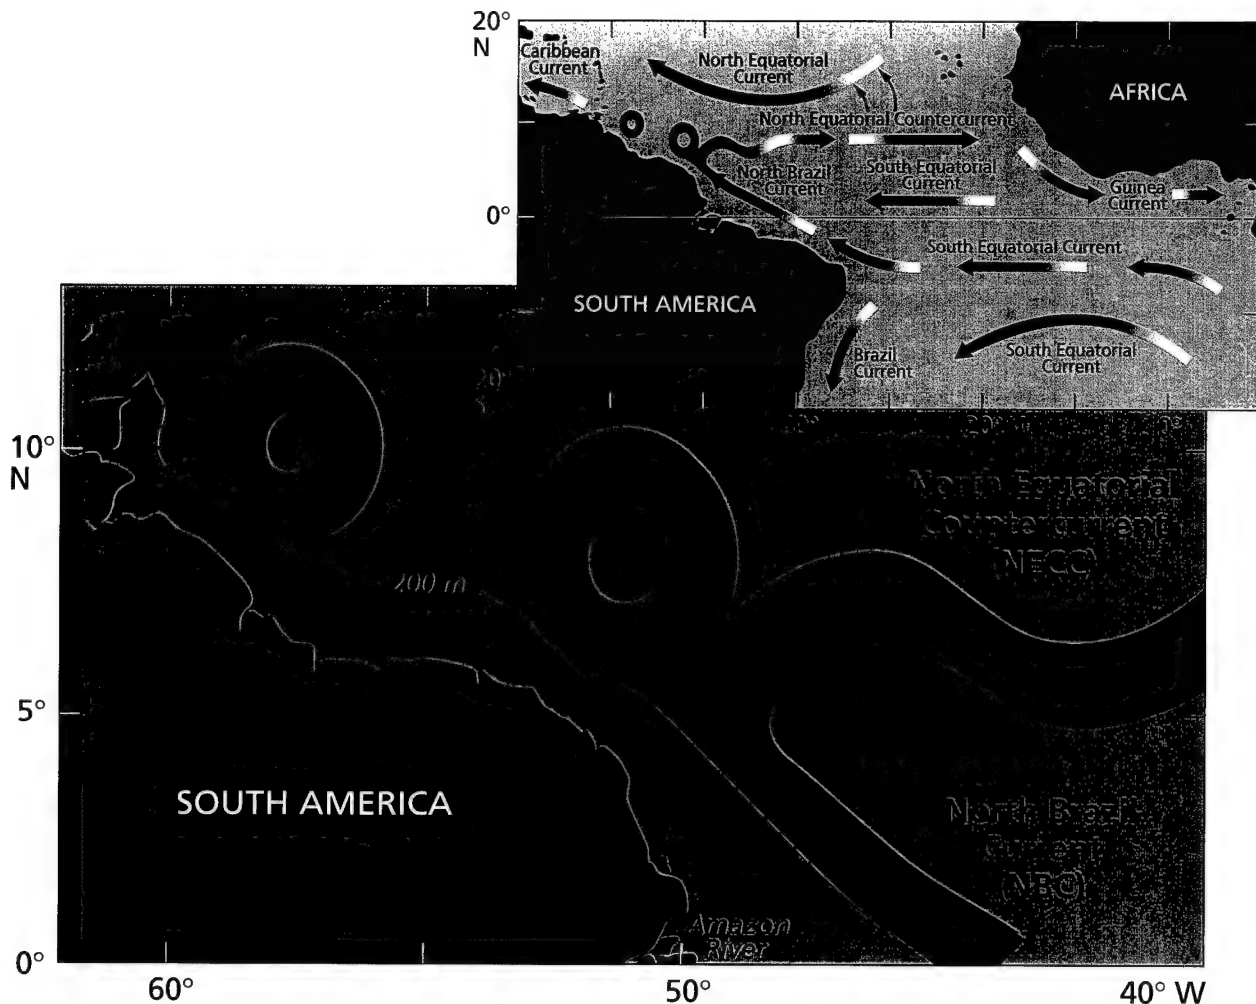 20°
N
Caribbean
Current
North Equatorial
Current
AFRICA
North Equatorial Countercurrent
North Brazil
Current
South Equatorial
Current
Guinea
Current
0°
South Equatorial Current
SOUTH AMERICA
Brazil
Current
South Equatorial
Current
10°
N
North Equatorial
Countercurrent
(NECC)
200 m
5°
SOUTH AMERICA
North Brazil
Current
(NBC)
Amazon
River
0°
60°
50°
40° W